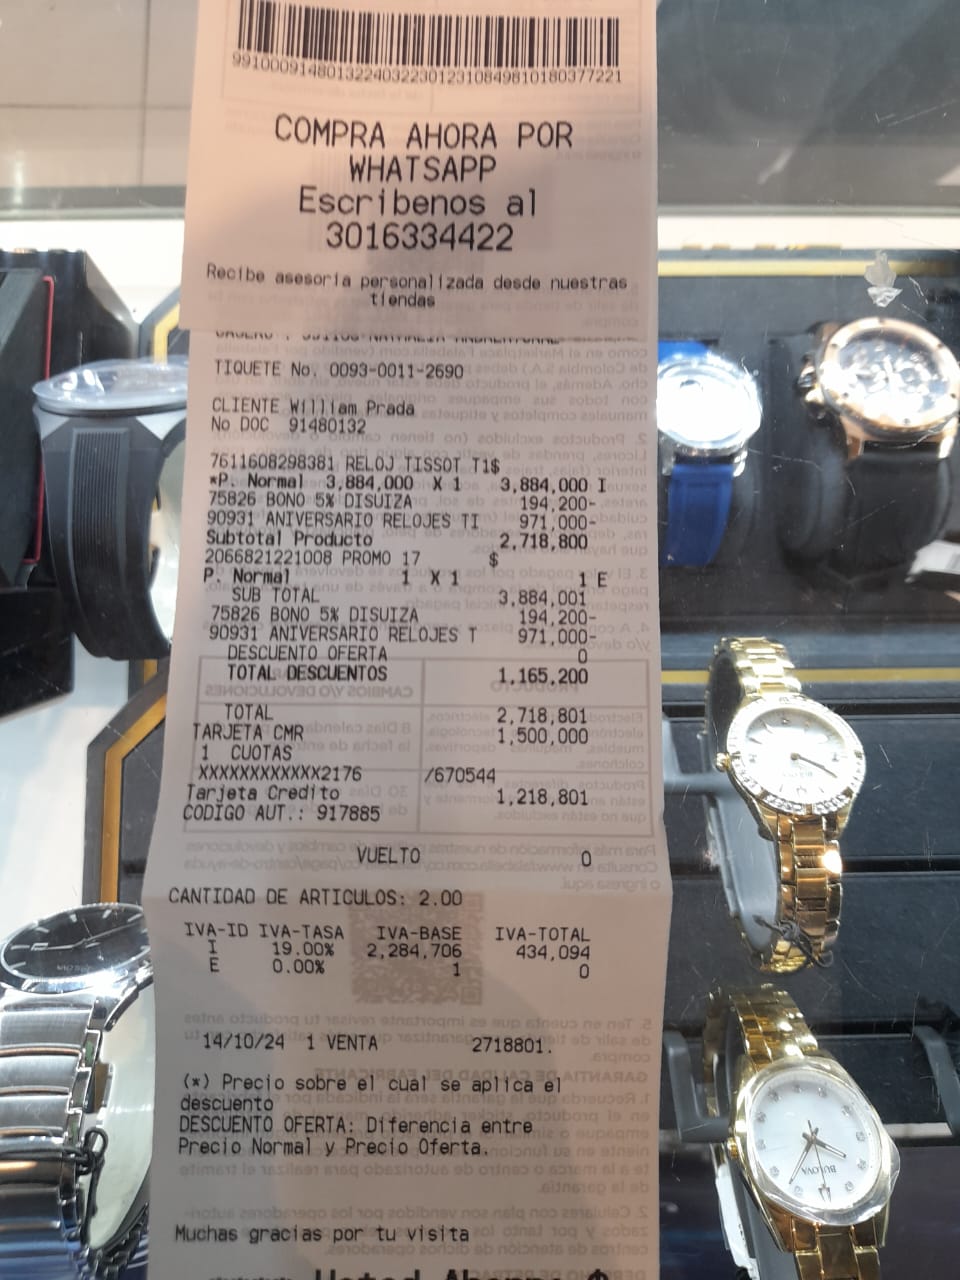 9910009148013224032230123108498101803 77221
COMPRA AHORA POR
WHATSAPP
Escribenos al
3016334422
Recibe asesoria personalizada desde nuestras
tiendas
TIQUETE No. 0093-0011-2690
CLIENTE William Prada
No DOC 91480132
7611608298381 RELOJ TISSOT T1$
*P. Normal 3,884,000 X 1 3,884,000 I
75826 BONO 5% DISUIZA 194,200-
90931 ANIVERSARIO RELOJES TI 971,000-
Subtotal Producto 2,718,800
2066821221008 PROMO 17 $
P. Normal 1 X 1 1 E
SUB TOTAL 3,884,001
75826 BONO 5% DISUIZA 194,200-
90931 ANIVERSARIO RELOJES T 971,000-
DESCUENTO OFERTA 0
TOTAL DESCUENTOS 1,165,200
TOTAL 2,718,801
TARJETA CMR 1,500,000
1 CUOTAS
XXXXXXXXXXXX2176 /670544
Tarjeta Credito 1,218,801
CODIGO AUT.: 917885
VUELTO 0
CANTIDAD DE ARTICULOS: 2.00
IVA-ID IVA-TASA IVA-BASE IVA-TOTAL
I 19.00% 2,284,706 434,094
E 0.00% 1 0
14/10/24 1 VENTA 2718801.
(*) Precio sobre el cual se aplica el
descuento
DESCUENTO OFERTA: Diferencia entre
Precio Normal y Precio Oferta.
Muchas gracias por tu visita
BULOVA